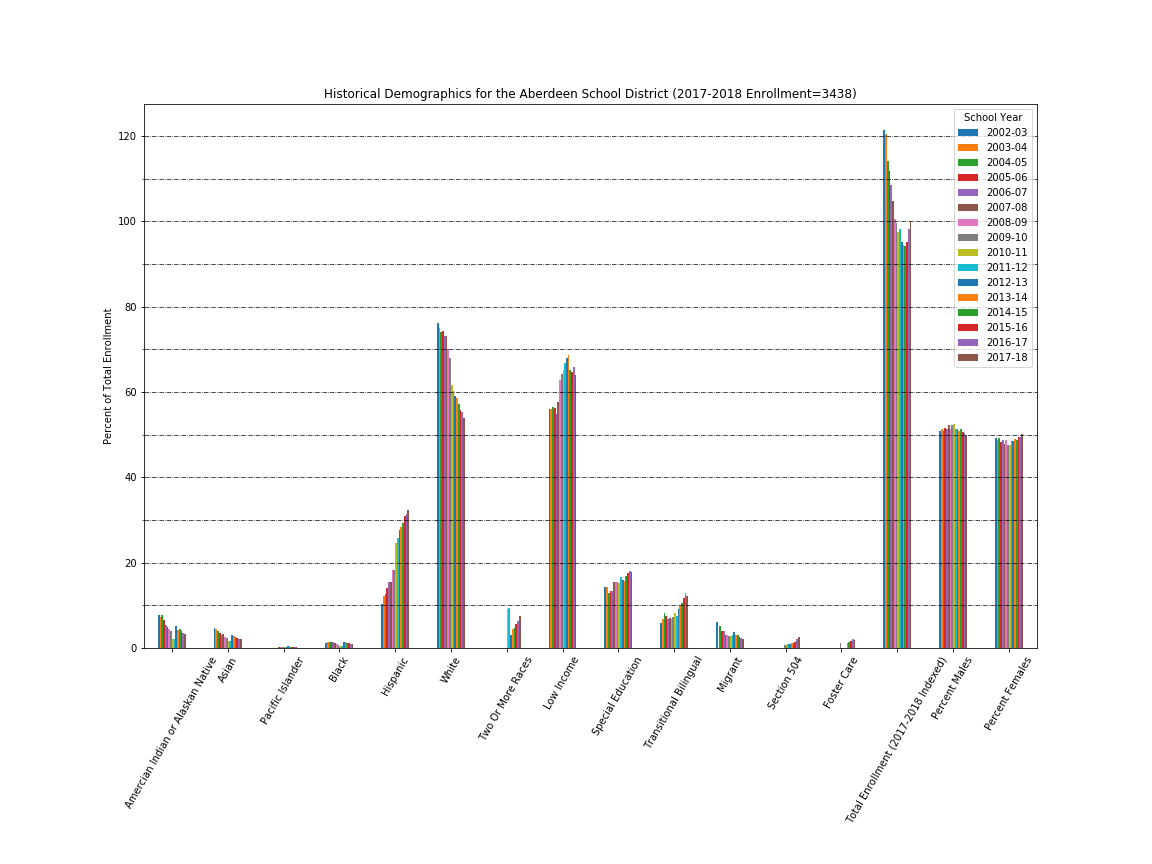 Historical Demographics for the Aberdeen School District (2017-2018 Enrollment=3438)
School Year
2002-03
2003-04
2004-05
2005-06
2006-07
2007-08
2008-09
2009-10
2010-11
2011-12
2012-13
2013-14
2014-15
2015-16
2016-17
2017-18
Percent of Total Enrollment
120
100
80
60
40
20
0
Amercian Indian or Alaskan Native
Asian
Pacific Islander
Black
Hispanic
White
Two Or More Races
Low Income
Special Education
Transitional Bilingual
Migrant
Section 504
Foster Care
Total Enrollment (2017-2018 Indexed)
Percent Males
Percent Females